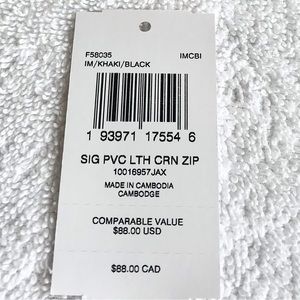 F58035 IMCBI
IM/KHAKI/BLACK
1 93971 17554 6
SIG PVC LTH CRN ZIP
10016957JAX
MADE IN CAMBODIA
CAMBODGE
COMPARABLE VALUE
$88.00 USD
$88.00 CAD